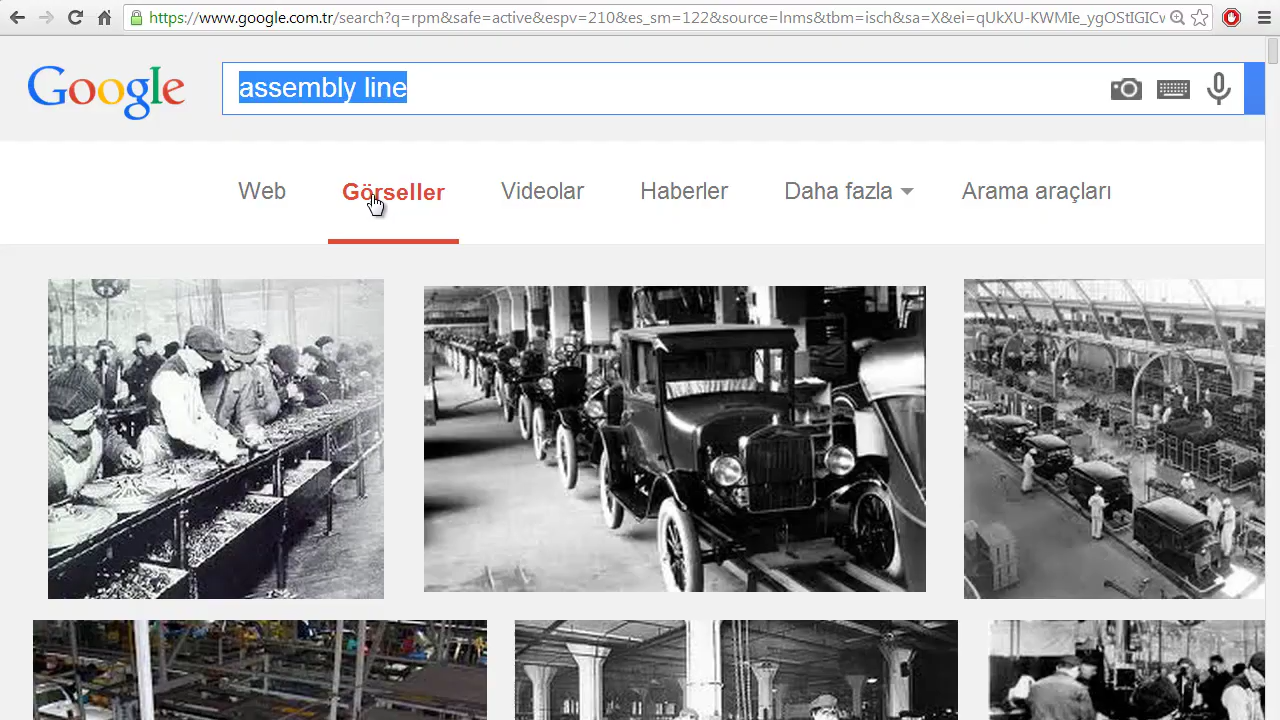 https://www.google.com.tr/search?q=rpm&safe=active&espv=210&es_sm=122&source=lnms&tbm=isch&sa=X&ei=qUkXU-KWMIe_ygOStIGICw
Google
assembly line
Web
Görseller
Videolar
Haberler
Daha fazla
Arama araçları